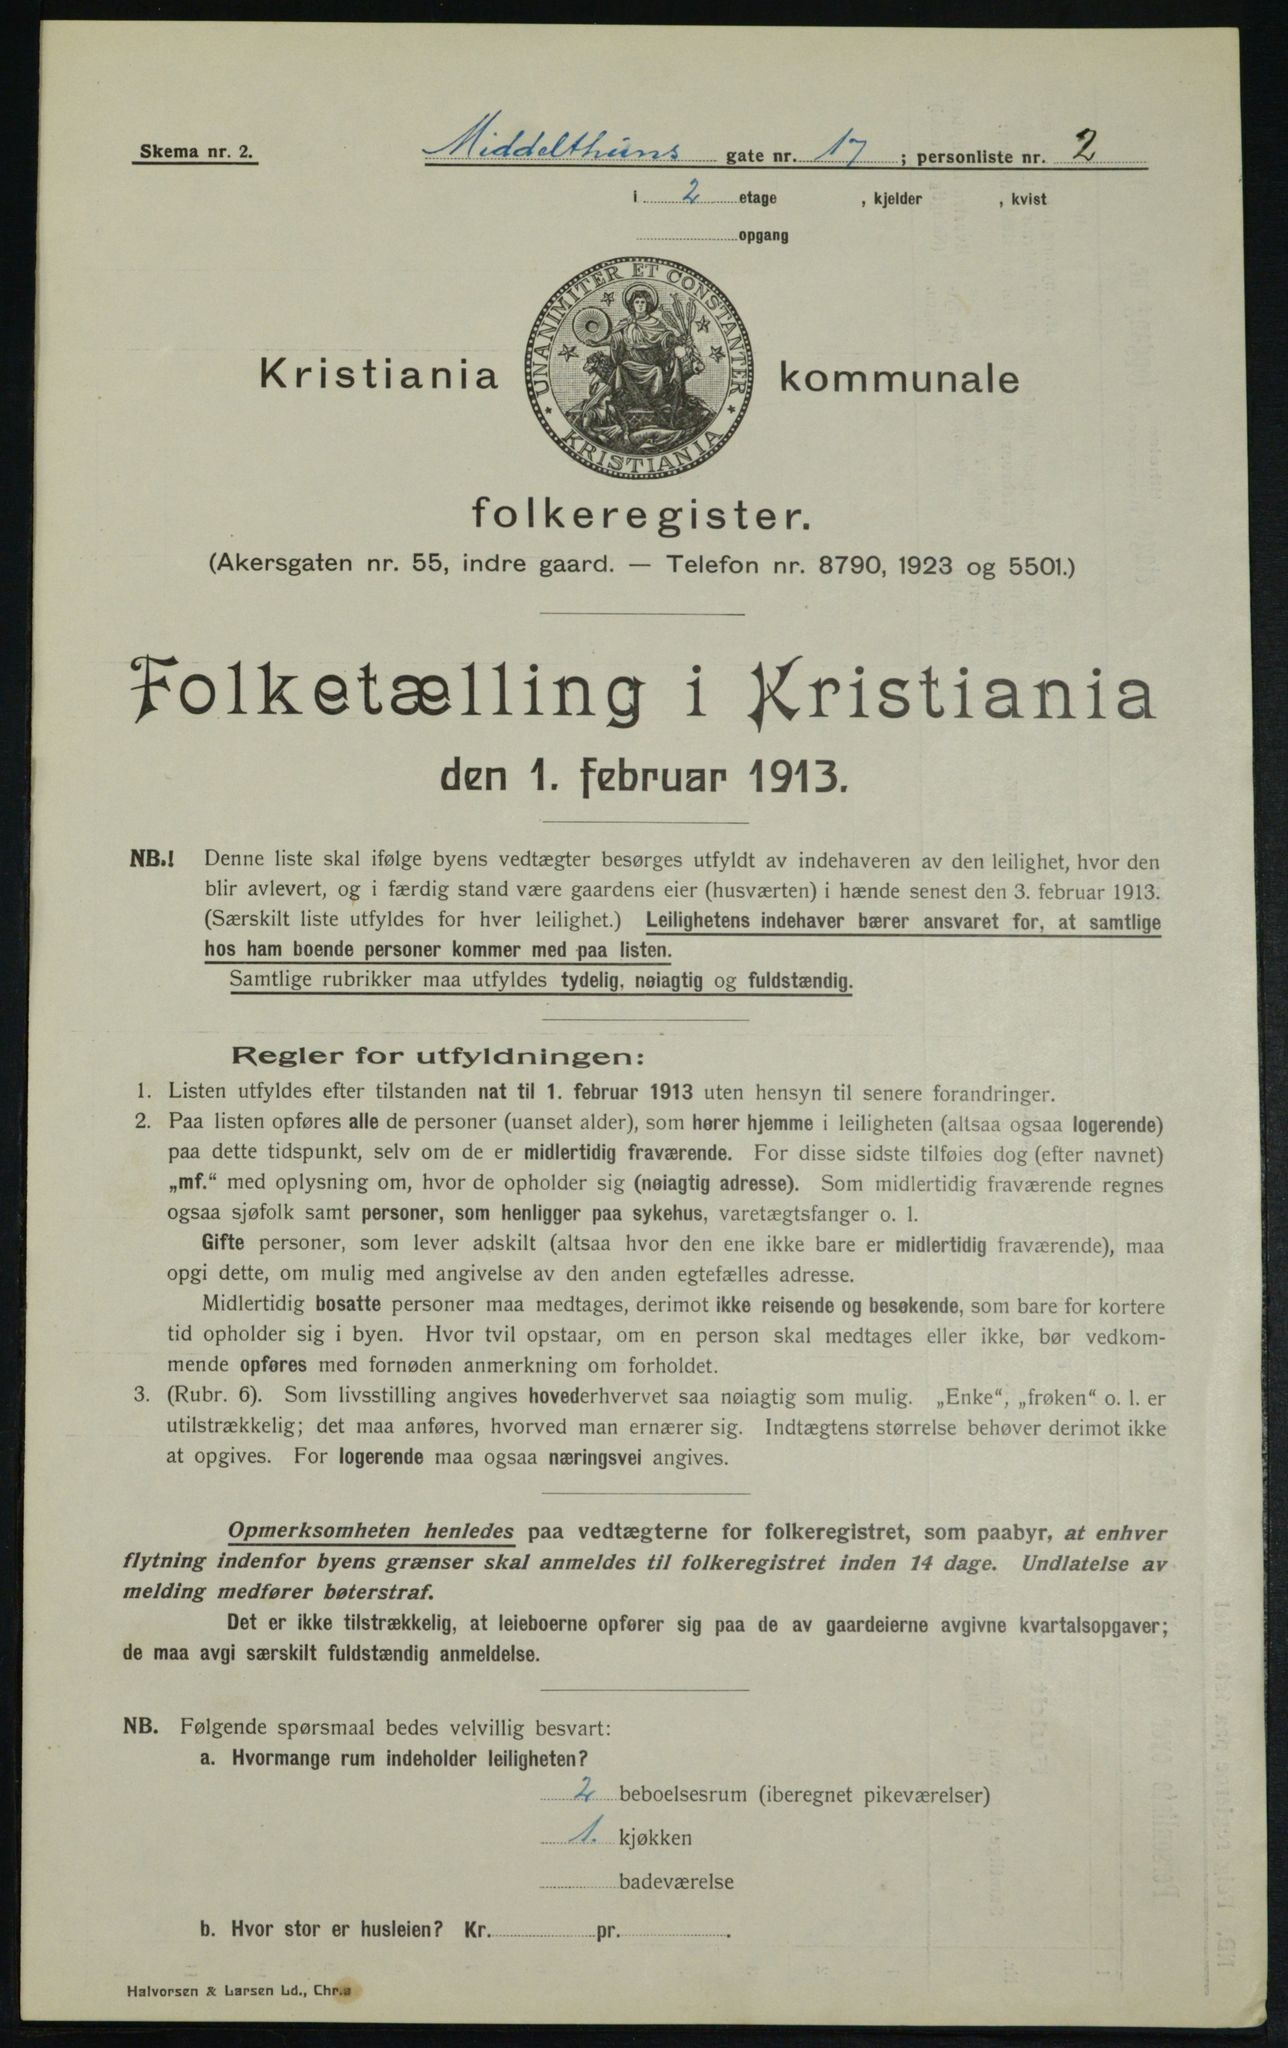 Skema nr. 2.
Middelthuns gate nr. 17 ; personliste nr. 2
i 2 etage , kjelder , kvist
opgang
UNANIMITER ET CONSTANTER
KRISTIANIA
Kristiania kommunale
folkeregister.
(Akersgaten nr. 55, indre gaard. — Telefon nr. 8790, 1923 og 5501.)
Folketælling i Kristiania
den 1. februar 1913.
NB.! Denne liste skal ifølge byens vedtægter besørges utfyldt av indehaveren av den leilighet, hvor den
blir avlevert, og i færdig stand være gaardens eier (husværten) i hænde senest den 3. februar 1913.
(Særskilt liste utfyldes for hver leilighet.) Leilighetens indehaver bærer ansvaret for, at samtlige
hos ham boende personer kommer med paa listen.
Samtlige rubrikker maa utfyldes tydelig, nøiagtig og fuldstændig.
Regler for utfyldningen:
1. Listen utfyldes efter tilstanden nat til 1. februar 1913 uten hensyn til senere forandringer.
2. Paa listen opføres alle de personer (uanset alder), som hører hjemme i leiligheten (altsaa ogsaa logerende)
paa dette tidspunkt, selv om de er midlertidig fraværende. For disse sidste tilføies dog (efter navnet)
„mf.“ med oplysning om, hvor de opholder sig (nøiagtig adresse). Som midlertidig fraværende regnes
ogsaa sjøfolk samt personer, som henligger paa sykehus, varetægtsfanger o. l.
Gifte personer, som lever adskilt (altsaa hvor den ene ikke bare er midlertidig fraværende), maa
opgi dette, om mulig med angivelse av den anden egtefælles adresse.
Midlertidig bosatte personer maa medtages, derimot ikke reisende og besøkende, som bare for kortere
tid opholder sig i byen. Hvor tvil opstaar, om en person skal medtages eller ikke, bør vedkom-
mende opføres med fornøden anmerkning om forholdet.
3. (Rubr. 6). Som livsstilling angives hovederhvervet saa nøiagtig som mulig. „Enke“, „frøken“ o. l. er
utilstrækkelig; det maa anføres, hvorved man ernærer sig. Indtægtens størrelse behøver derimot ikke
at opgives. For logerende maa ogsaa næringsvei angives.
Opmerksomheten henledes paa vedtægterne for folkeregistret, som paabyr, at enhver
flytning indenfor byens grænser skal anmeldes til folkeregistret inden 14 dage. Undlatelse av
melding medfører bøterstraf.
Det er ikke tilstrækkelig, at leieboerne opfører sig paa de av gaardeierne avgivne kvartalsopgaver;
de maa avgi særskilt fuldstændig anmeldelse.
NB. Følgende spørsmaal bedes velvillig besvart:
a. Hvormange rum indeholder leiligheten?
2 beboelsesrum (iberegnet pikeværelser)
1. kjøkken
badeværelse
b. Hvor stor er husleien? Kr. pr. .
Halvorsen & Larsen Ld., Chr.a